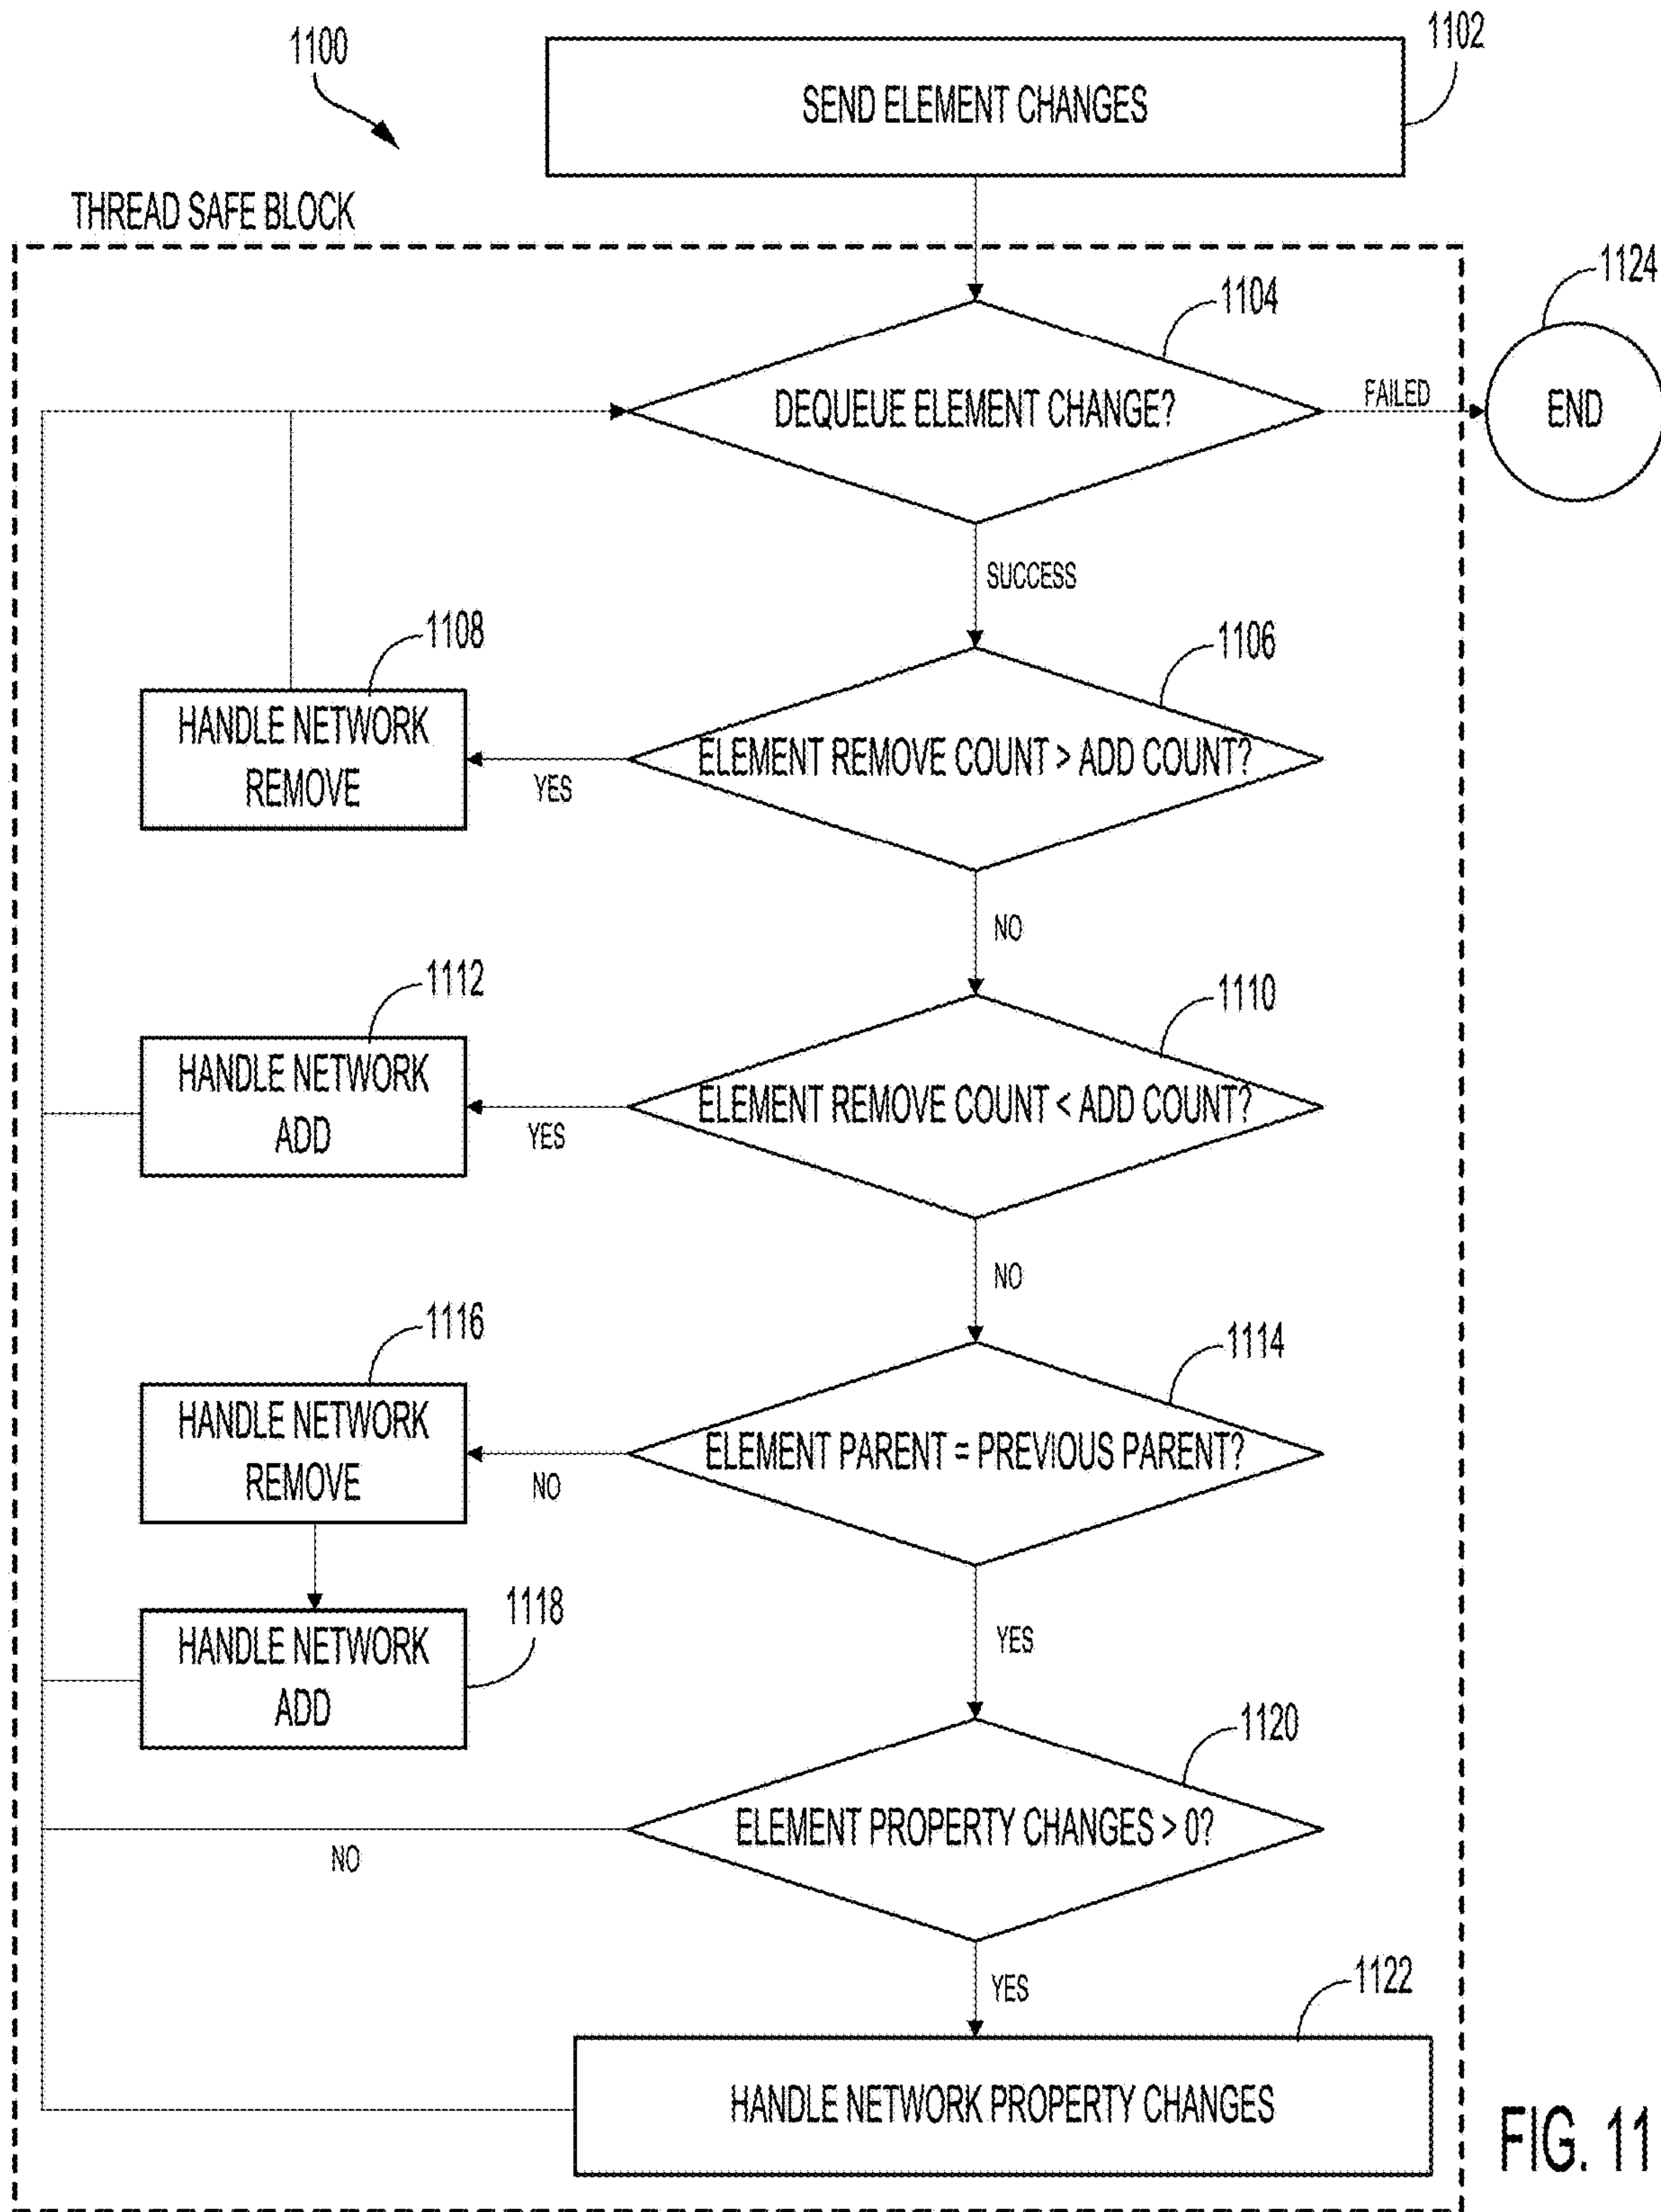 1100
1102
SEND ELEMENT CHANGES
THREAD SAFE BLOCK
1124
1104
DEQUEUE ELEMENT CHANGE?
FAILED
END
SUCCESS
1108
1106
HANDLE NETWORK
REMOVE
YES
ELEMENT REMOVE COUNT > ADD COUNT?
NO
1112
1110
HANDLE NETWORK
ADD
YES
ELEMENT REMOVE COUNT < ADD COUNT?
NO
1116
1114
HANDLE NETWORK
REMOVE
NO
ELEMENT PARENT = PREVIOUS PARENT?
1118
HANDLE NETWORK
ADD
YES
1120
ELEMENT PROPERTY CHANGES > 0?
NO
YES
1122
HANDLE NETWORK PROPERTY CHANGES
FIG. 11